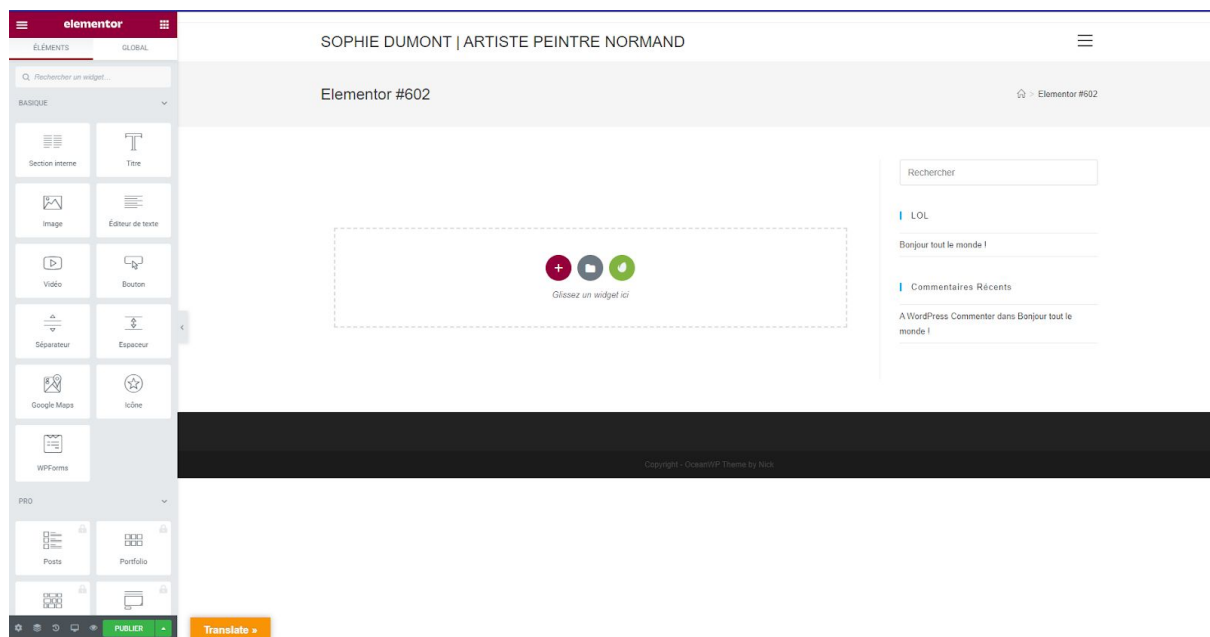 elementor
ÉLÉMENTS
GLOBAL
Rechercher un widget...
BASIQUE
Section interne
Titre
Image
Éditeur de texte
Vidéo
Bouton
Séparateur
Espaceur
Google Maps
Icône
WPForms
PRO
Posts
Portfolio
PUBLIER
SOPHIE DUMONT | ARTISTE PEINTRE NORMAND
Elementor #602
> Elementor #602
Glissez un widget ici
Rechercher
LOL
Bonjour tout le monde !
Commentaires Récents
A WordPress Commenter dans Bonjour tout le
monde !
Copyright - OceanWP Theme by Nick
Translate »